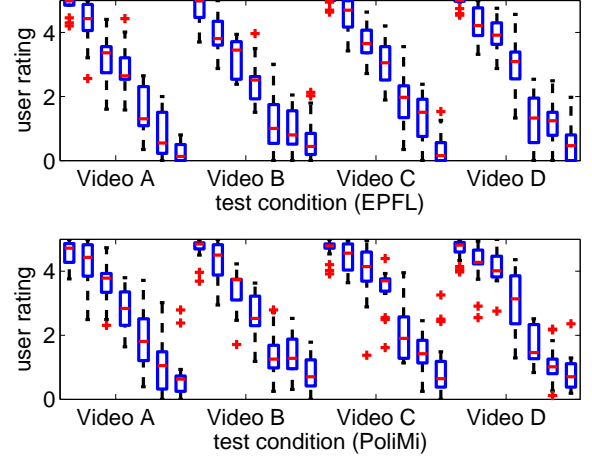 user rating
4
2
0
Video A Video B Video C Video D
test condition (EPFL)
user rating
4
2
0
Video A Video B Video C Video D
test condition (PoliMi)